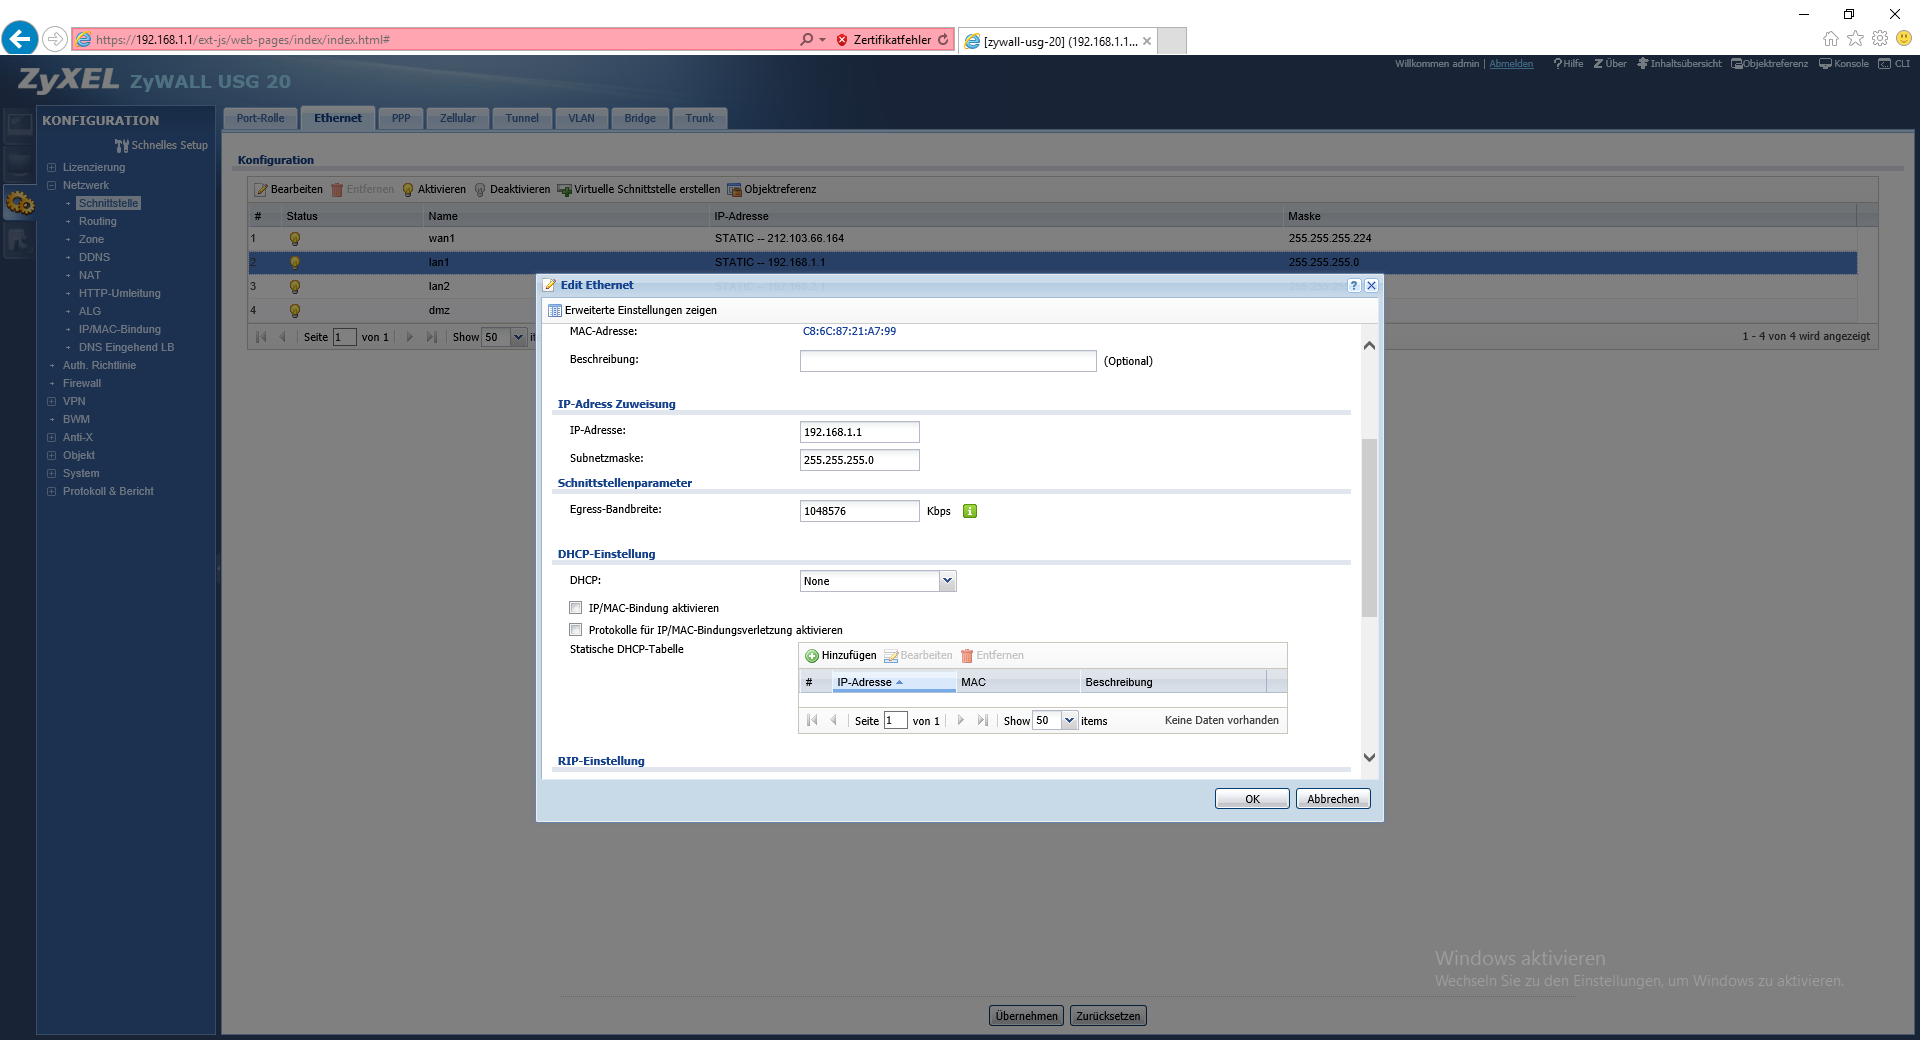 https://192.168.1.1/ext-js/web-pages/index/index.html#
Zertifikatfehler
[zywall-usg-20] (192.168.1.1...
ZyXEL ZyWALL USG 20
Willkommen admin | Abmelden
?Hilfe
Z Über
Inhaltsübersicht
Objektreferenz
Konsole
CLI
KONFIGURATION
Schnelles Setup
Lizenzierung
Netzwerk
Schnittstelle
Routing
Zone
DDNS
NAT
HTTP-Umleitung
ALG
IP/MAC-Bindung
DNS Eingehend LB
Auth. Richtlinie
Firewall
VPN
BWM
Anti-X
Objekt
System
Protokoll & Bericht
Port-Rolle Ethernet PPP Zellular Tunnel VLAN Bridge Trunk
Konfiguration
Bearbeiten Entfernen Aktivieren Deaktivieren Virtuelle Schnittstelle erstellen Objektreferenz
# Status Name IP-Adresse Maske
1 wan1 STATIC -- 212.103.66.164 255.255.255.224
2 lan1 STATIC -- 192.168.1.1 255.255.255.0
3 lan2
4 dmz
Seite 1 von 1 Show 50
1 - 4 von 4 wird angezeigt
Edit Ethernet
Erweiterte Einstellungen zeigen
MAC-Adresse: C8:6C:87:21:A7:99
Beschreibung: (Optional)
IP-Adress Zuweisung
IP-Adresse: 192.168.1.1
Subnetzmaske: 255.255.255.0
Schnittstellenparameter
Egress-Bandbreite: 1048576 Kbps
DHCP-Einstellung
DHCP: None
IP/MAC-Bindung aktivieren
Protokolle für IP/MAC-Bindungsverletzung aktivieren
Statische DHCP-Tabelle
Hinzufügen Bearbeiten Entfernen
# IP-Adresse MAC Beschreibung
Seite 1 von 1 Show 50 items Keine Daten vorhanden
RIP-Einstellung
OK Abbrechen
Windows aktivieren
Wechseln Sie zu den Einstellungen, um Windows zu aktivieren.
Übernehmen Zurücksetzen